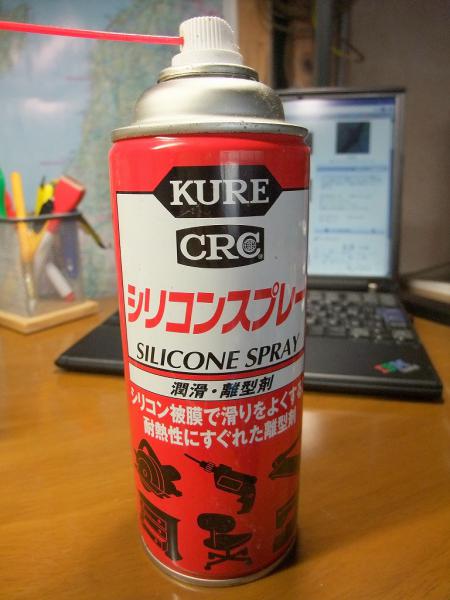 KURE
CRC
シリコンスプレー
SILICONE SPRAY
潤滑・離型剤
シリコン被膜で滑りをよくする
耐熱性にすぐれた離型剤